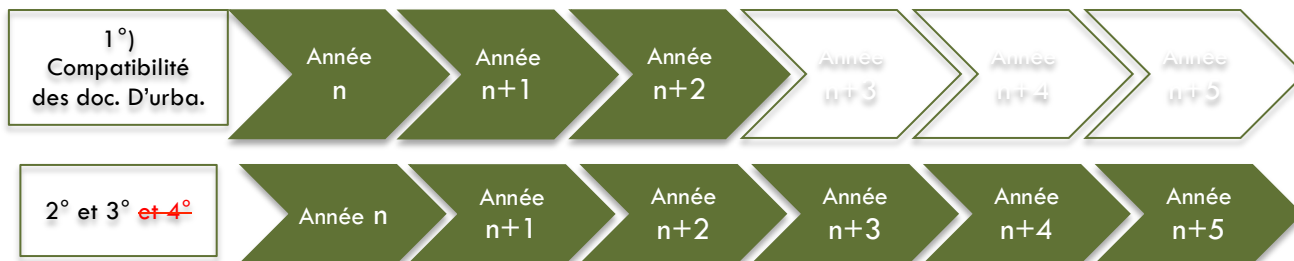 1°)
Compatibilité
des doc. D'urba.
Année
n
Année
n+1
Année
n+2
Année
n+3
Année
n+4
Année
n+5
2° et 3° et 4°
Année n
Année
n+1
Année
n+2
Année
n+3
Année
n+4
Année
n+5